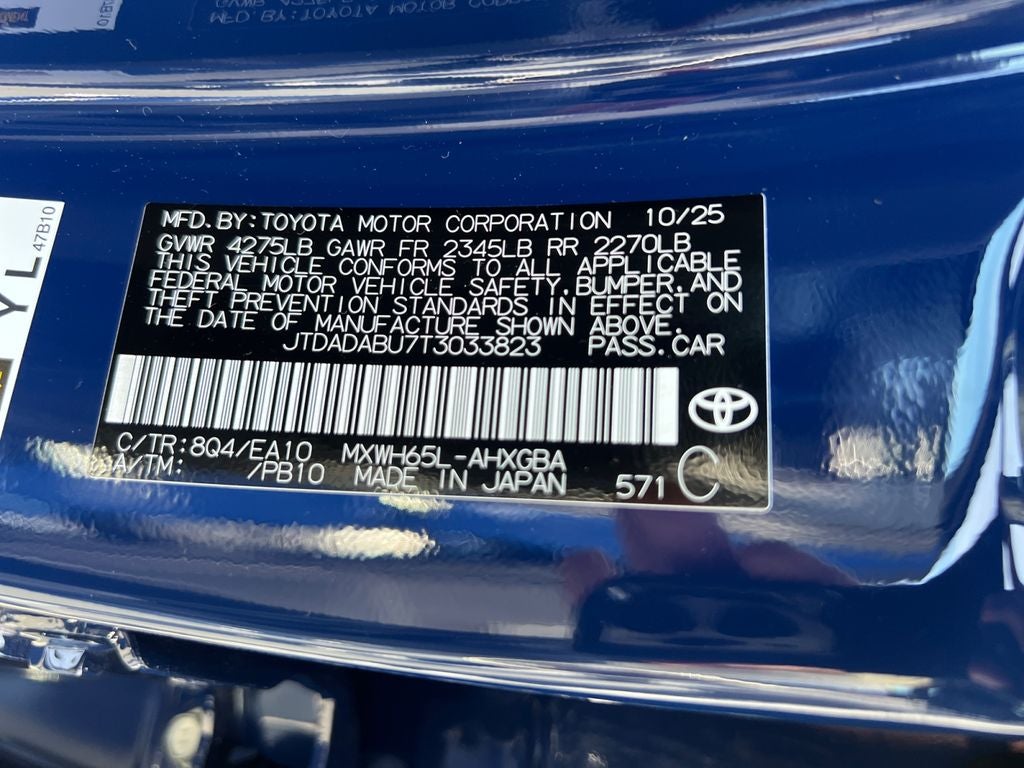 MFD.BY:TOYOTA MOTOR CORPORATION 10/25
GVWR 4275LB GAWR FR 2345LB RR 2270LB
THIS VEHICLE CONFORMS TO ALL APPLICABLE
FEDERAL MOTOR VEHICLE SAFETY,BUMPER,AND
THEFT PREVENTION STANDARDS IN EFFECT ON
THE DATE OF MANUFACTURE SHOWN ABOVE.
JTDADABU7T3033823 PASS.CAR
C/TR:8Q4/EA10 MXWH65L-AHXGBA
A/TM: /PB10 MADE IN JAPAN 571 C
YL
47B10